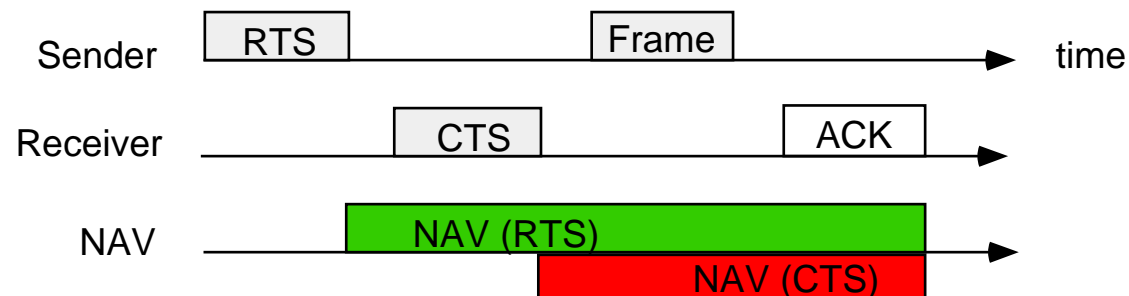 Sender RTS Frame time
Receiver CTS ACK
NAV NAV (RTS)
NAV (CTS)